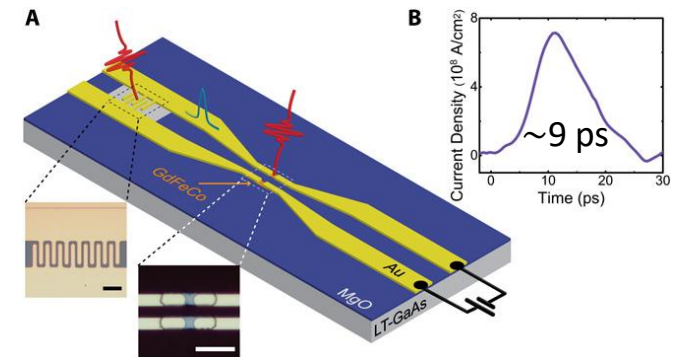 A
GdFeCo
Au
MgO
LT-GaAs
B
Current Density (10⁸ A/cm²)
8
4
0
~9 ps
0 10 20 30
Time (ps)